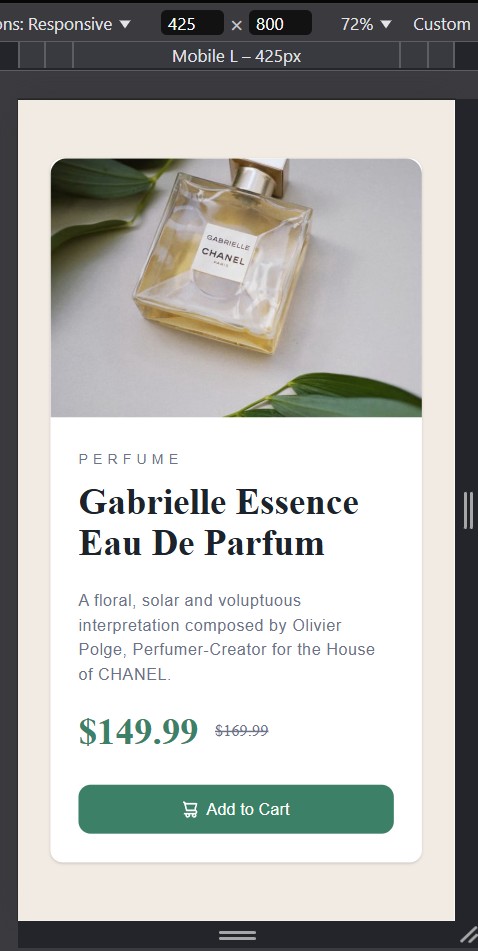 ons: Responsive ▼ 425 × 800 72% ▼ Custom
Mobile L – 425px
GABRIELLE
CHANEL
PARIS
PERFUME
Gabrielle Essence
Eau De Parfum
A floral, solar and voluptuous
interpretation composed by Olivier
Polge, Perfumer-Creator for the House
of CHANEL.
$149.99 $169.99
Add to Cart